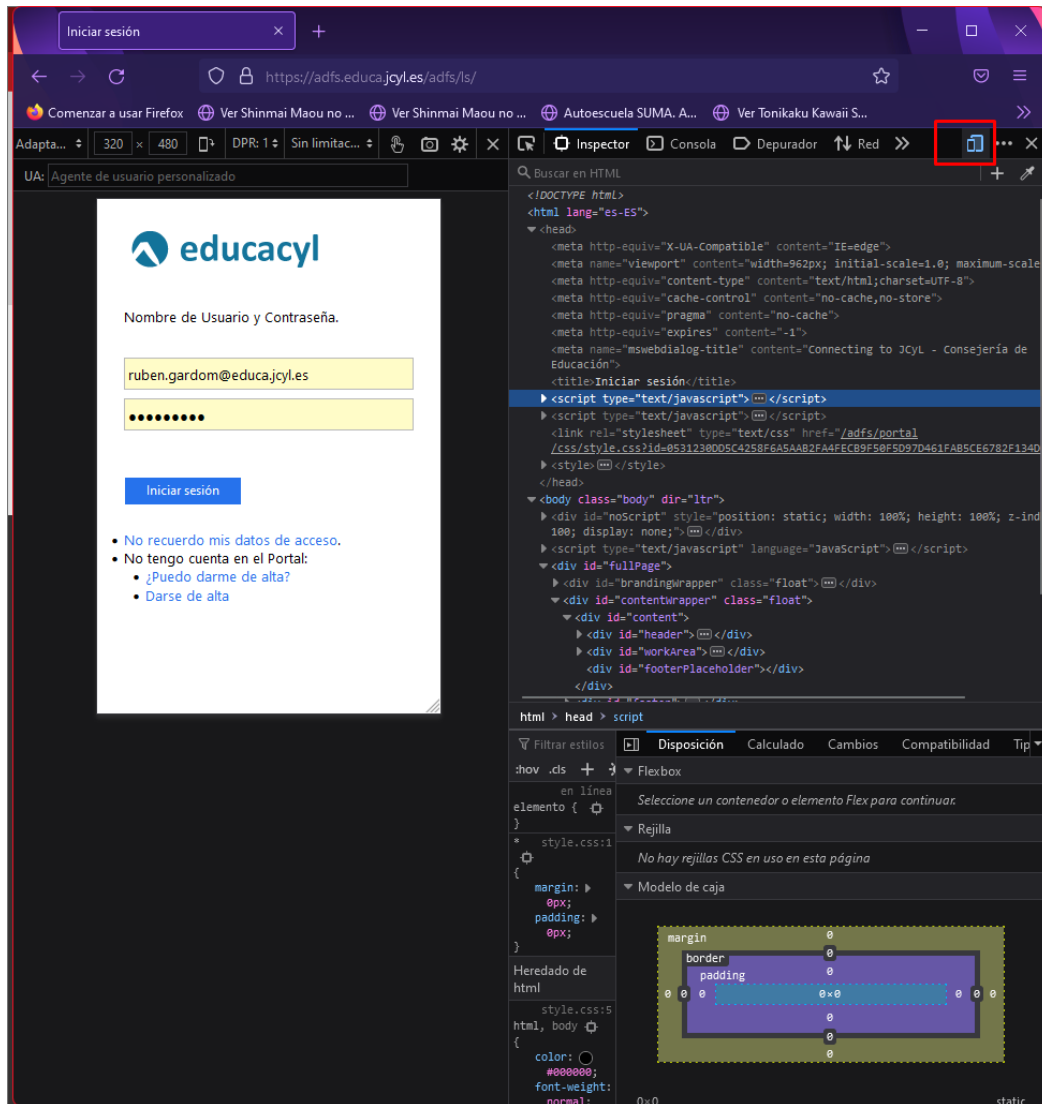 Iniciar sesión
https://adfs.educa.jcyl.es/adfs/ls/
Comenzar a usar Firefox Ver Shinmai Maou no ... Ver Shinmai Maou no ... Autoescuela SUMA. A... Ver Tonikaku Kawaii S...
Adapta... 320 × 480 DPR: 1 Sin limitac...
UA: Agente de usuario personalizado
educacyl
Nombre de Usuario y Contraseña.
ruben.gardom@educa.jcyl.es
●●●●●●●●●
Iniciar sesión
• No recuerdo mis datos de acceso.
• No tengo cuenta en el Portal:
• ¿Puedo darme de alta?
• Darse de alta
Inspector Consola Depurador Red
Buscar en HTML
<!DOCTYPE html>
<html lang="es-ES">
<head>
<meta http-equiv="X-UA-Compatible" content="IE=edge">
<meta name="viewport" content="width=962px; initial-scale=1.0; maximum-scale
<meta http-equiv="content-type" content="text/html;charset=UTF-8">
<meta http-equiv="cache-control" content="no-cache,no-store">
<meta http-equiv="pragma" content="no-cache">
<meta http-equiv="expires" content="-1">
<meta name="mswebdialog-title" content="Connecting to JCyL - Consejería de
Educación">
<title>Iniciar sesión</title>
<script type="text/javascript"></script>
<script type="text/javascript"></script>
<link rel="stylesheet" type="text/css" href="/adfs/portal
/css/style.css?id=0531230DD5C4258F6A5AAB2FA4FECB9F50F5D97D461FAB5CE6782F134D
<style></style>
</head>
<body class="body" dir="ltr">
<div id="noScript" style="position: static; width: 100%; height: 100%; z-ind
100; display: none;"></div>
<script type="text/javascript" language="JavaScript"></script>
<div id="fullPage">
<div id="brandingWrapper" class="float"></div>
<div id="contentWrapper" class="float">
<div id="content">
<div id="header"></div>
<div id="workArea"></div>
<div id="footerPlaceholder"></div>
</div>
html > head > script
Filtrar estilos
:hov .cls +
en línea
elemento {
}
* style.css:1
{
margin:
0px;
padding:
0px;
}
Heredado de
html
style.css:5
html, body
{
color:
#000000;
font-weight:
normal;
Disposición Calculado Cambios Compatibilidad Tip
Flexbox
Seleccione un contenedor o elemento Flex para continuar.
Rejilla
No hay rejillas CSS en uso en esta página
Modelo de caja
margin 0
border 0
padding 0
0 0 0 0×0 0 0 0
0
0
0
0×0 static